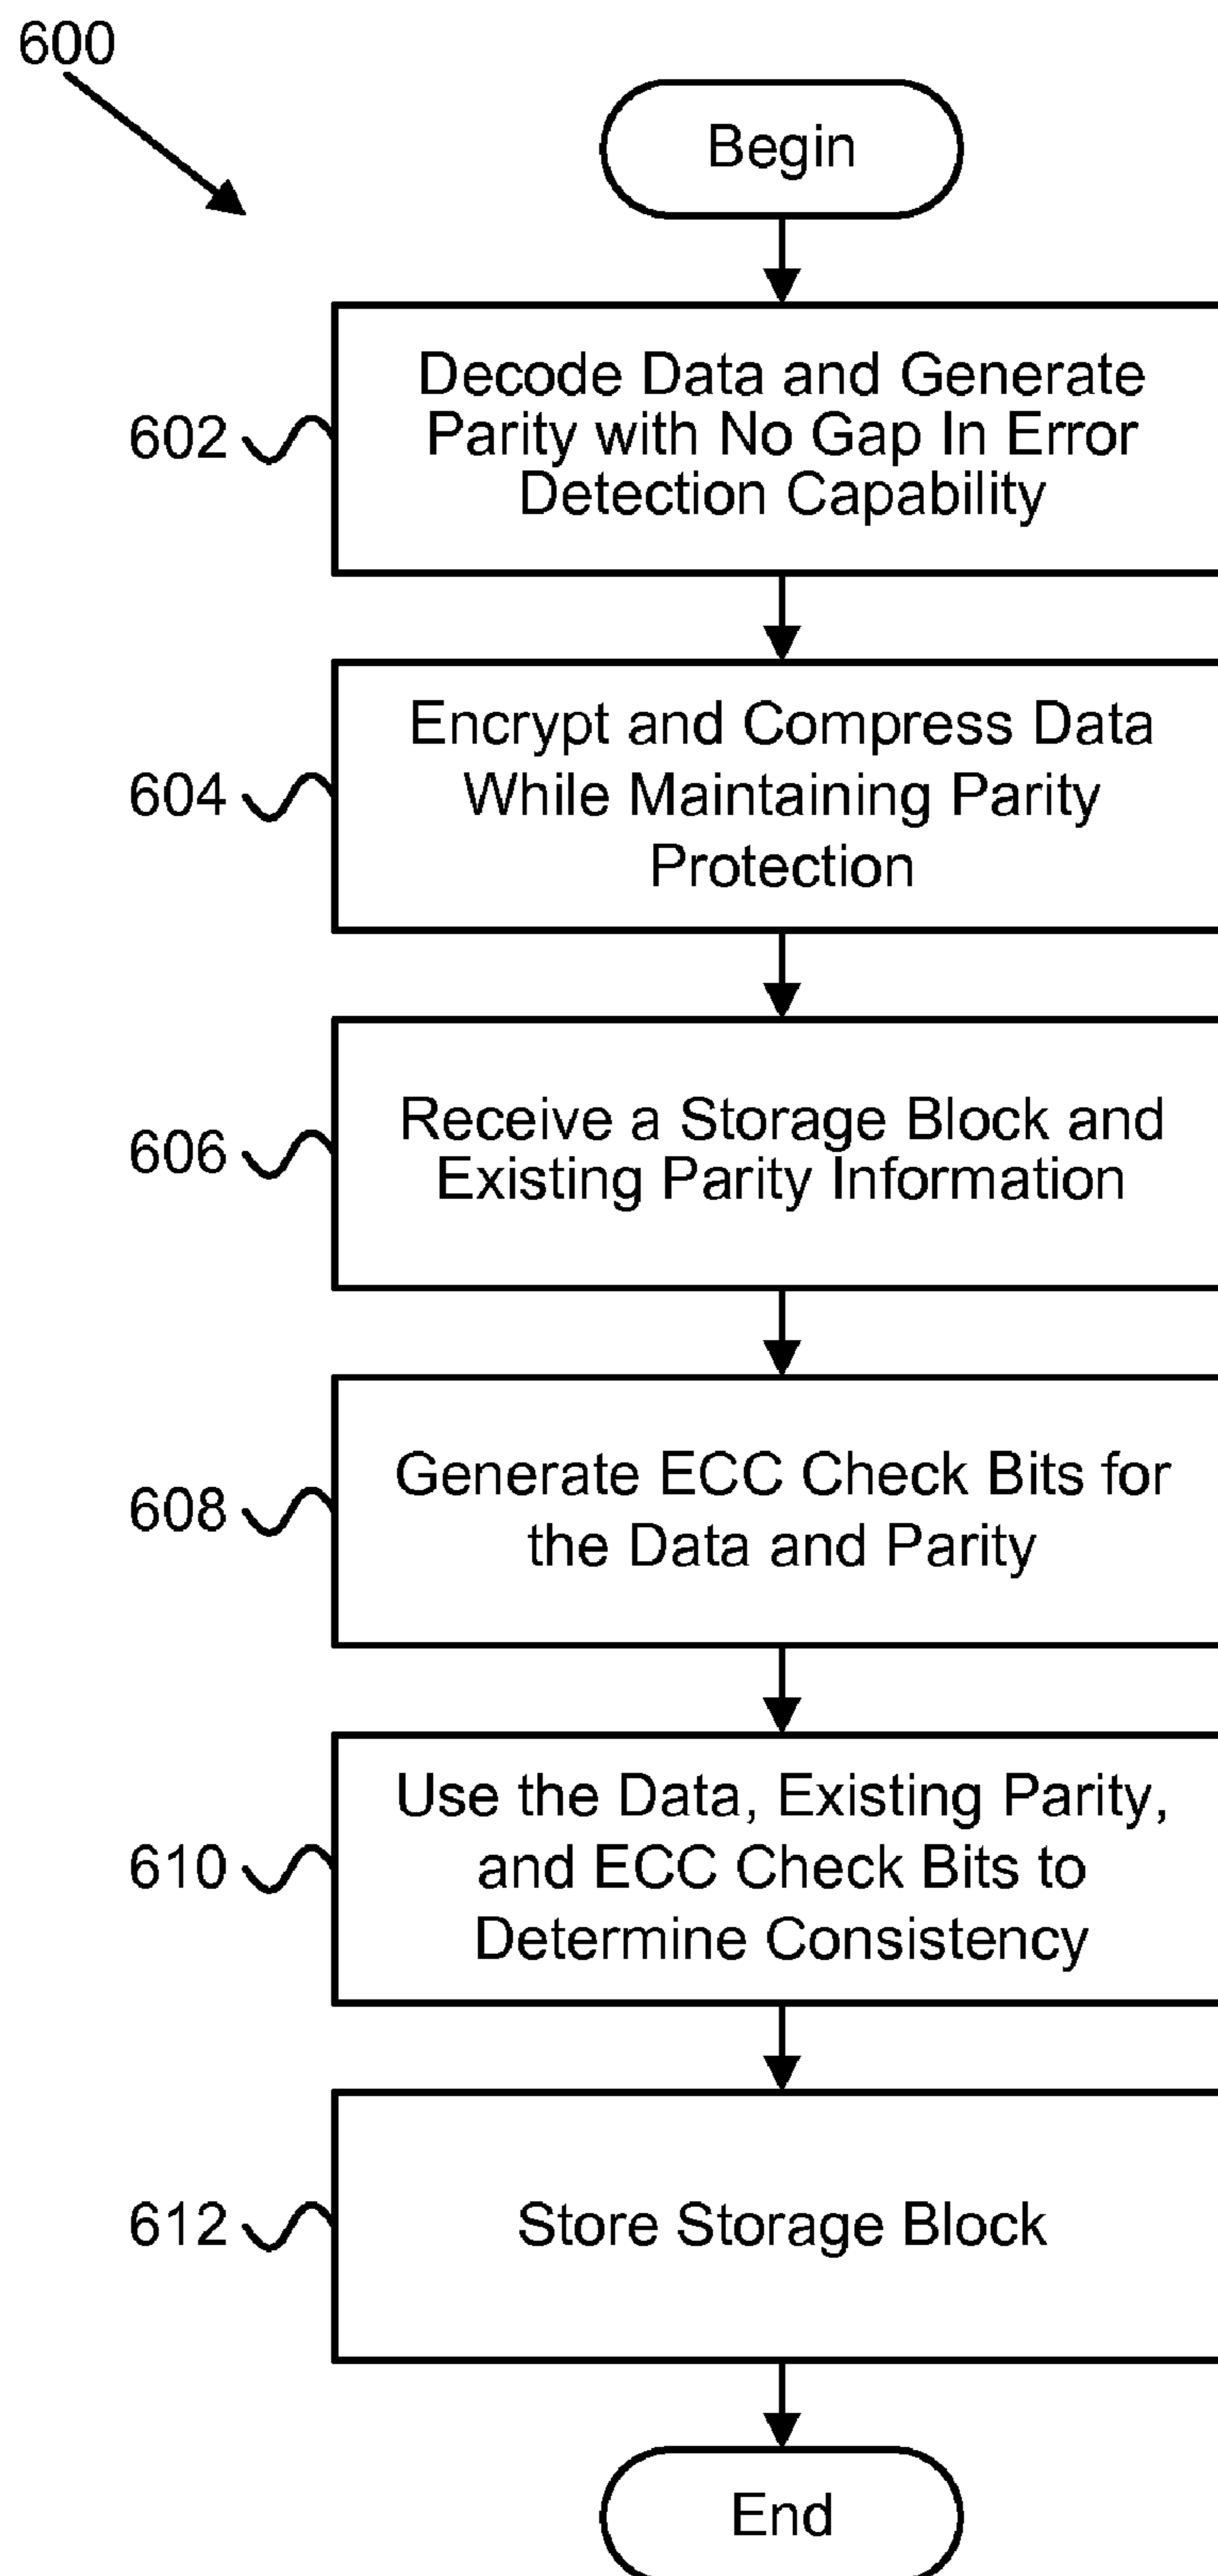 600
Begin
602
Decode Data and Generate
Parity with No Gap In Error
Detection Capability
604
Encrypt and Compress Data
While Maintaining Parity
Protection
606
Receive a Storage Block and
Existing Parity Information
608
Generate ECC Check Bits for
the Data and Parity
610
Use the Data, Existing Parity,
and ECC Check Bits to
Determine Consistency
612
Store Storage Block
End